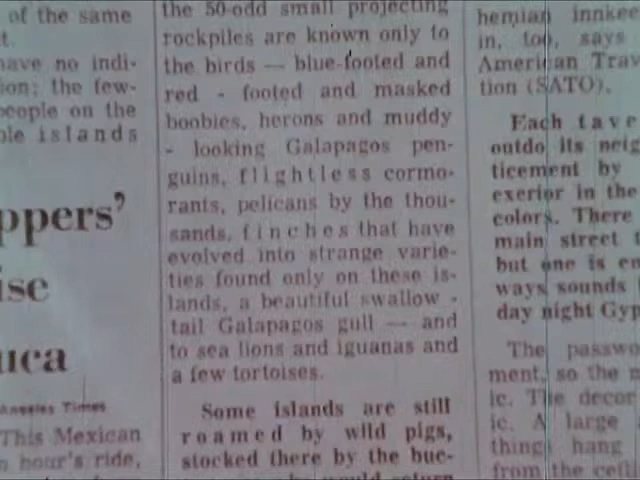 of the same
t.
have no indi-
ion; the few-
people on the
ble islands
ppers'
ise
uca
Angeles Times
This Mexican
n hour's ride,
the 50-odd small projecting
rockpiles are known only to
the birds — blue-footed and
red - footed and masked
boobies, herons and muddy
- looking Galapagos pen-
guins, flightless cormo-
rants, pelicans by the thou-
sands, finches that have
evolved into strange varie-
ties found only on these is-
lands, a beautiful swallow -
tail Galapagos gull — and
to sea lions and iguanas and
a few tortoises.
Some islands are still
roamed by wild pigs,
stocked there by the buc-
would return
hemian innkee
in, too, says
American Trav
tion (SATO).
Each tave
outdo its neig
ticement by
exerior in the
colors. There
main street t
but one is en
ways sounds
day night Gyp
The passwo
ment, so the m
ic. The decor
ic. A large
things hang
from the ceili